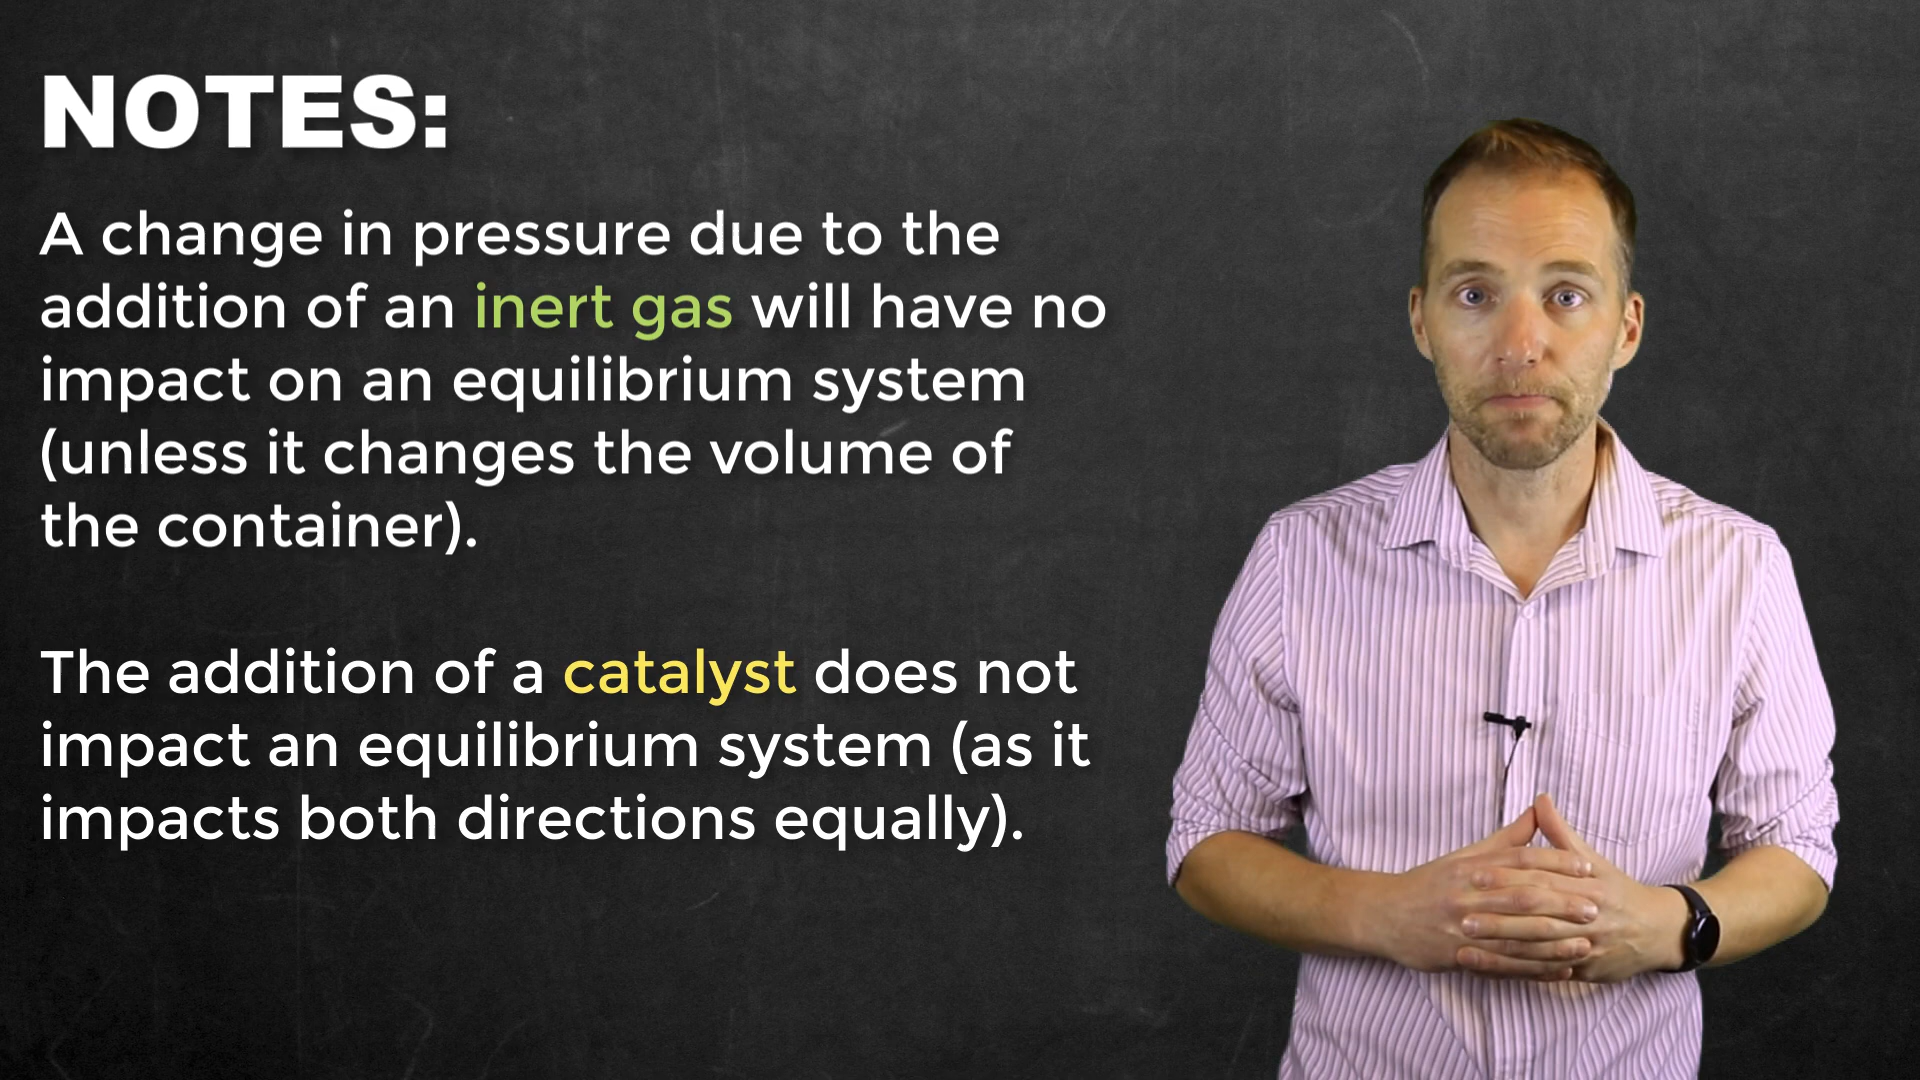 NOTES:
A change in pressure due to the
addition of an inert gas will have no
impact on an equilibrium system
(unless it changes the volume of
the container).
The addition of a catalyst does not
impact an equilibrium system (as it
impacts both directions equally).